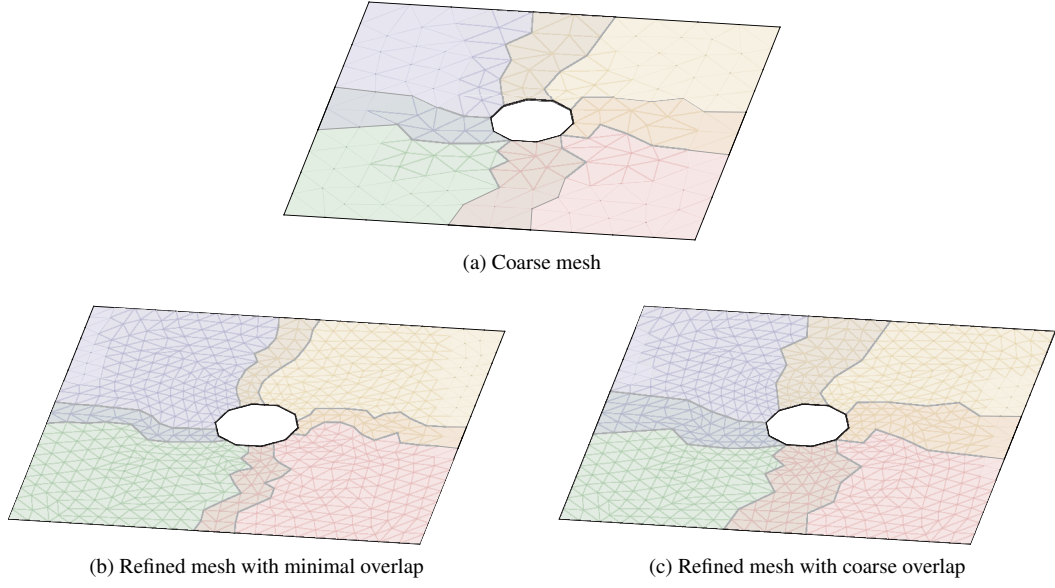 (a) Coarse mesh
(b) Refined mesh with minimal overlap
(c) Refined mesh with coarse overlap